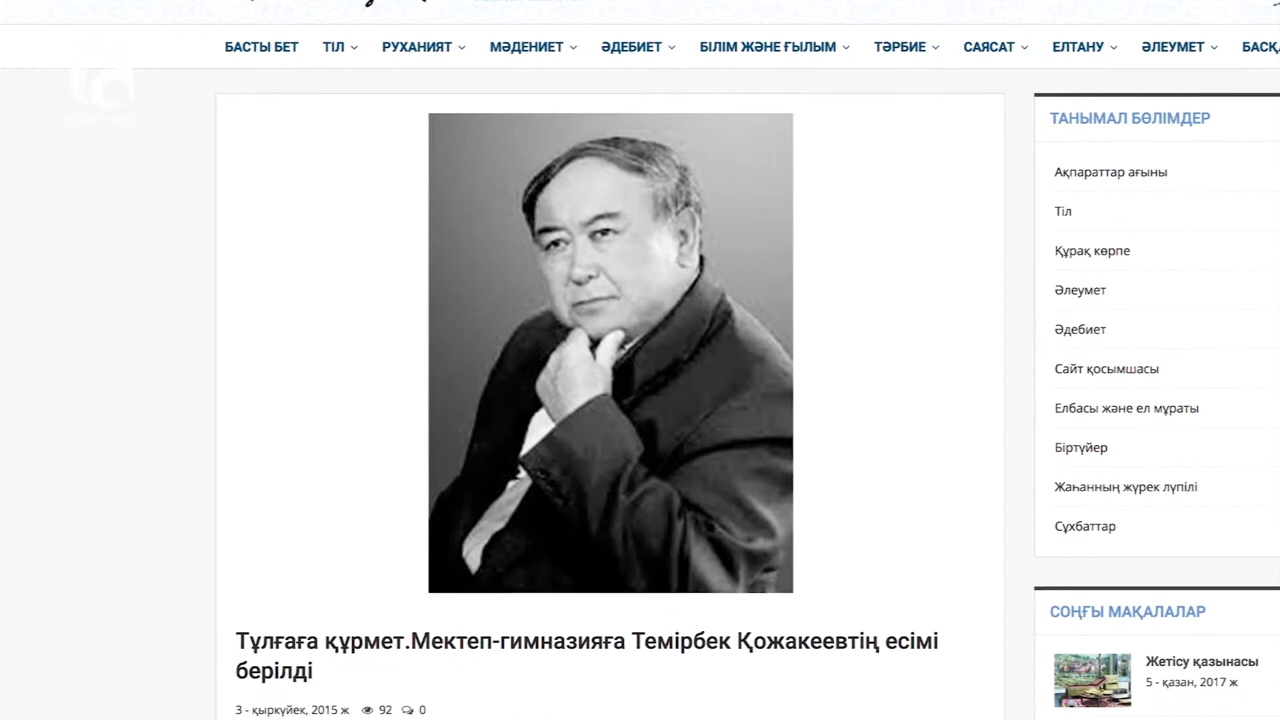 БАСТЫ БЕТ ТІЛ РУХАНИЯТ МӘДЕНИЕТ ӘДЕБИЕТ БІЛІМ ЖӘНЕ ҒЫЛЫМ ТӘРБИЕ САЯСАТ ЕЛТАНУ ӘЛЕУМЕТ
ТАНЫМАЛ БӨЛІМДЕР
Ақпараттар ағыны
Тіл
Құрақ көрпе
Әлеумет
Әдебиет
Сайт қосымшасы
Елбасы және ел мұраты
Біртүйер
Жаһанның жүрек лүпілі
Сұхбаттар
Тұлғаға құрмет.Мектеп-гимназияға Темірбек Қожакеевтің есімі
берілді
3 - қыркүйек, 2015 ж 92 0
СОҢҒЫ МАҚАЛАЛАР
Жетісу қазынасы
5 - қазан, 2017 ж